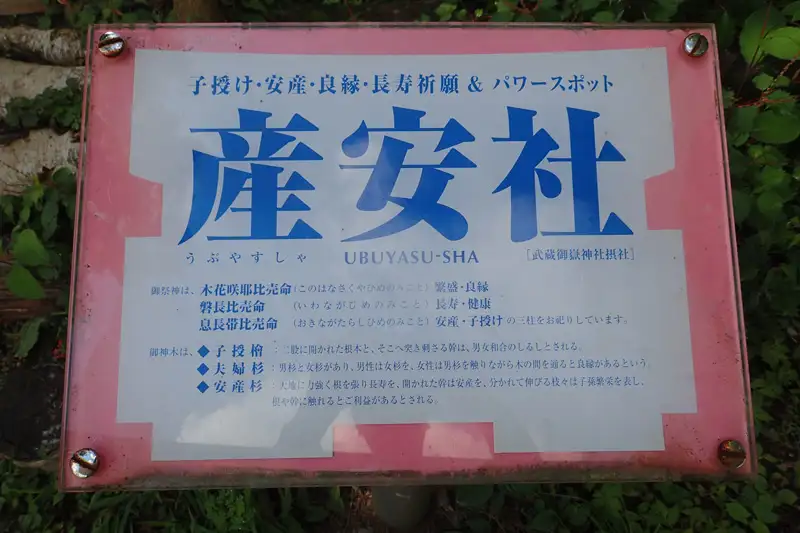 子授け・安産・良縁・長寿祈願 & パワースポット
産安社
うぶやすしゃ UBUYASU-SHA [武蔵御嶽神社摂社]
御祭神は、木花咲耶比売命(このはなさくやひめのみこと)繁盛・良縁
磐長比売命(いわながひめのみこと)長寿・健康
息長帯比売命(おきながたらしひめのみこと)安産・子授けの三柱をお祀りしています。
御神木は、◆子授檜:二股に開かれた根木と、そこへ突き刺さる幹は、男女和合のしるしとされる。
◆夫婦杉:男杉と女杉があり、男性は女杉を、女性は男杉を触りながら木の間を通ると良縁があるという。
◆安産杉:大地に力強く根を張り長寿を、開かれた幹は安産を、分かれて伸びる枝々は子孫繁栄を表し、
根や幹に触れるとご利益があるとされる。